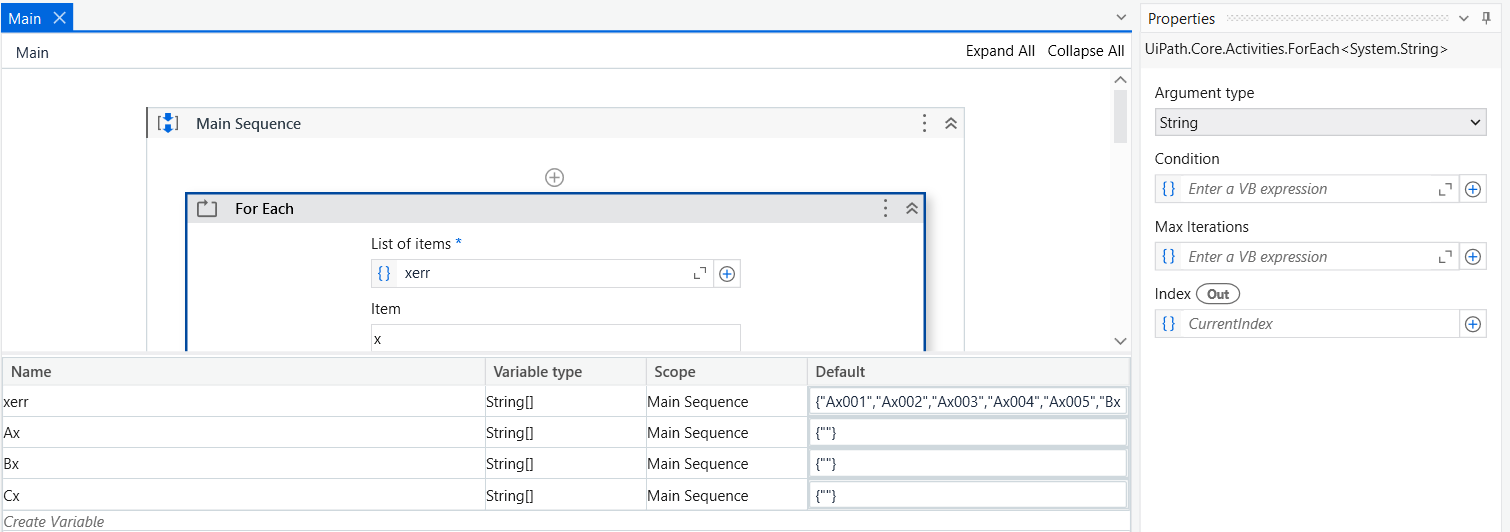 Main
Main
Expand All Collapse All
Main Sequence
For Each
List of items *
{} xerr
Item
x
Name Variable type Scope Default
xerr String[] Main Sequence {"Ax001","Ax002","Ax003","Ax004","Ax005","Bx
Ax String[] Main Sequence {""}
Bx String[] Main Sequence {""}
Cx String[] Main Sequence {""}
Create Variable
Properties
UiPath.Core.Activities.ForEach<System.String>
Argument type
String
Condition
{} Enter a VB expression
Max Iterations
{} Enter a VB expression
Index Out
{} CurrentIndex